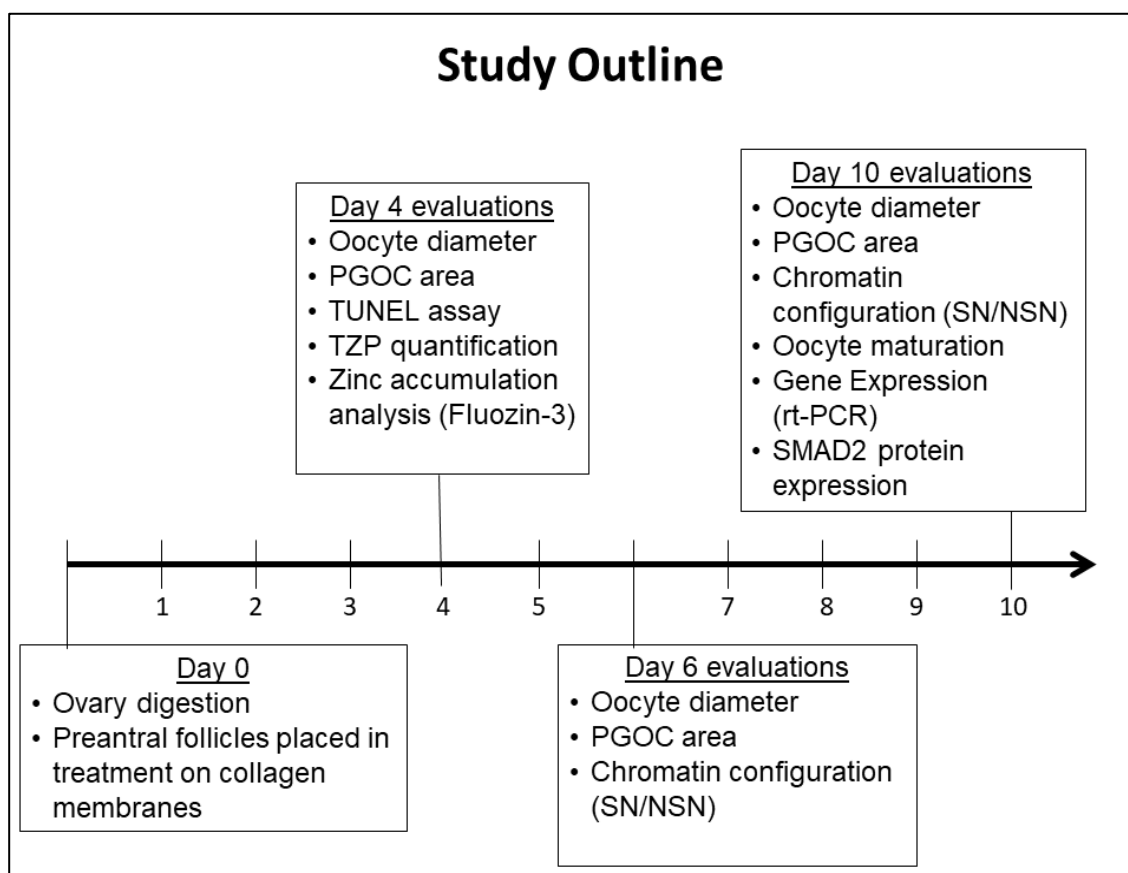 Study Outline
Day 4 evaluations
• Oocyte diameter
• PGOC area
• TUNEL assay
• TZP quantification
• Zinc accumulation
analysis (Fluozin-3)
Day 10 evaluations
• Oocyte diameter
• PGOC area
• Chromatin
configuration (SN/NSN)
• Oocyte maturation
• Gene Expression
(rt-PCR)
• SMAD2 protein
expression
1 2 3 4 5 7 8 9 10
Day 0
• Ovary digestion
• Preantral follicles placed in
treatment on collagen
membranes
Day 6 evaluations
• Oocyte diameter
• PGOC area
• Chromatin configuration
(SN/NSN)